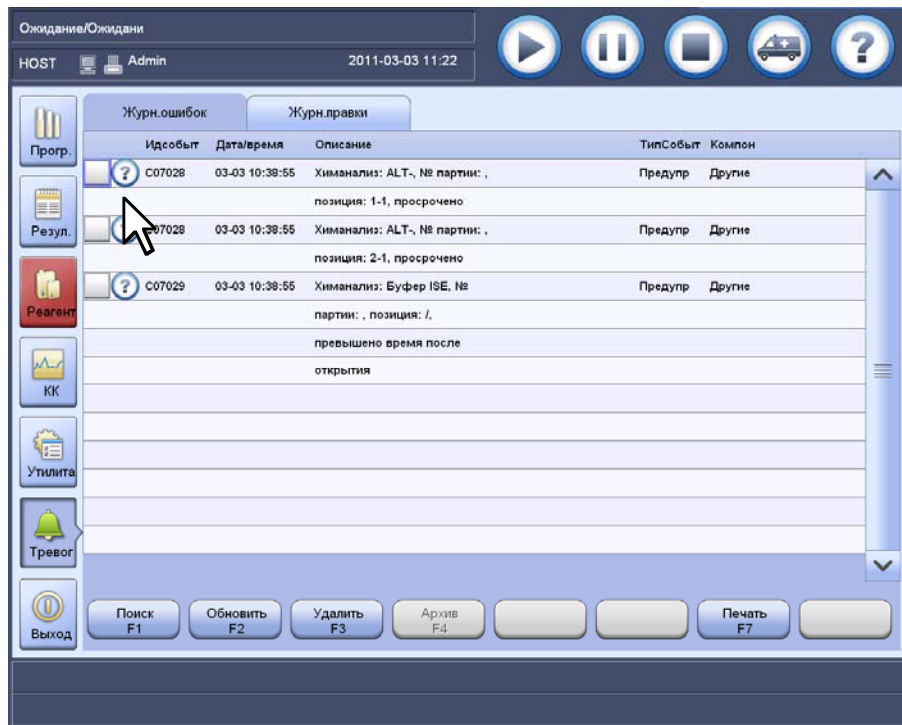 Ожидание/Ожидани
HOST Admin 2011-03-03 11:22
?
Журн.ошибок Журн.правки
Прогр.
Идсобыт Дата/время Описание ТипСобыт Компон
? C07028 03-03 10:38:55 Химанализ: ALT-, № партии: , Предупр Другие
позиция: 1-1, просрочено
Резул.
C07028 03-03 10:38:55 Химанализ: ALT-, № партии: , Предупр Другие
позиция: 2-1, просрочено
? C07029 03-03 10:38:55 Химанализ: Буфер ISE, № Предупр Другие
Реагент
партии: , позиция: /,
превышено время после
открытия
КК
Утилита
Тревог
Выход
Поиск
F1
Обновить
F2
Удалить
F3
Архив
F4
Печать
F7